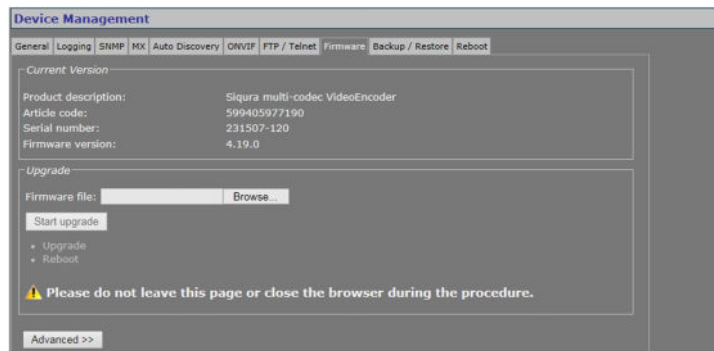 Device Management
General Logging SNMP MX Auto Discovery ONVIF FTP / Telnet Firmware Backup / Restore Reboot
Current Version
Product description: Siqura multi-codec VideoEncoder
Article code: 599405977190
Serial number: 231507-120
Firmware version: 4.19.0
Upgrade
Firmware file: Browse...
Start upgrade
• Upgrade
• Reboot
Please do not leave this page or close the browser during the procedure.
Advanced >>